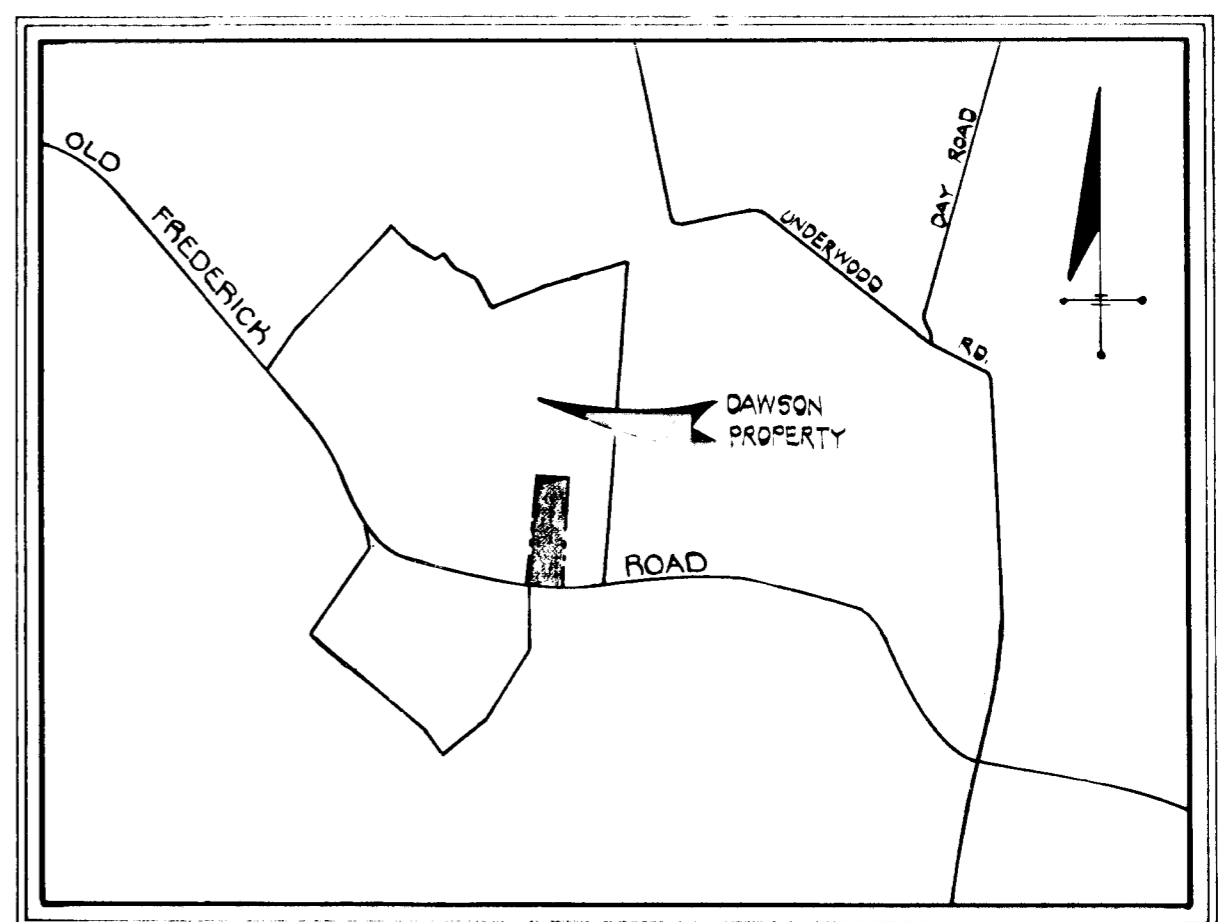 OLD
FREDERICK
ROAD
UNDERWOOD
RD.
DAY ROAD
DAWSON
PROPERTY